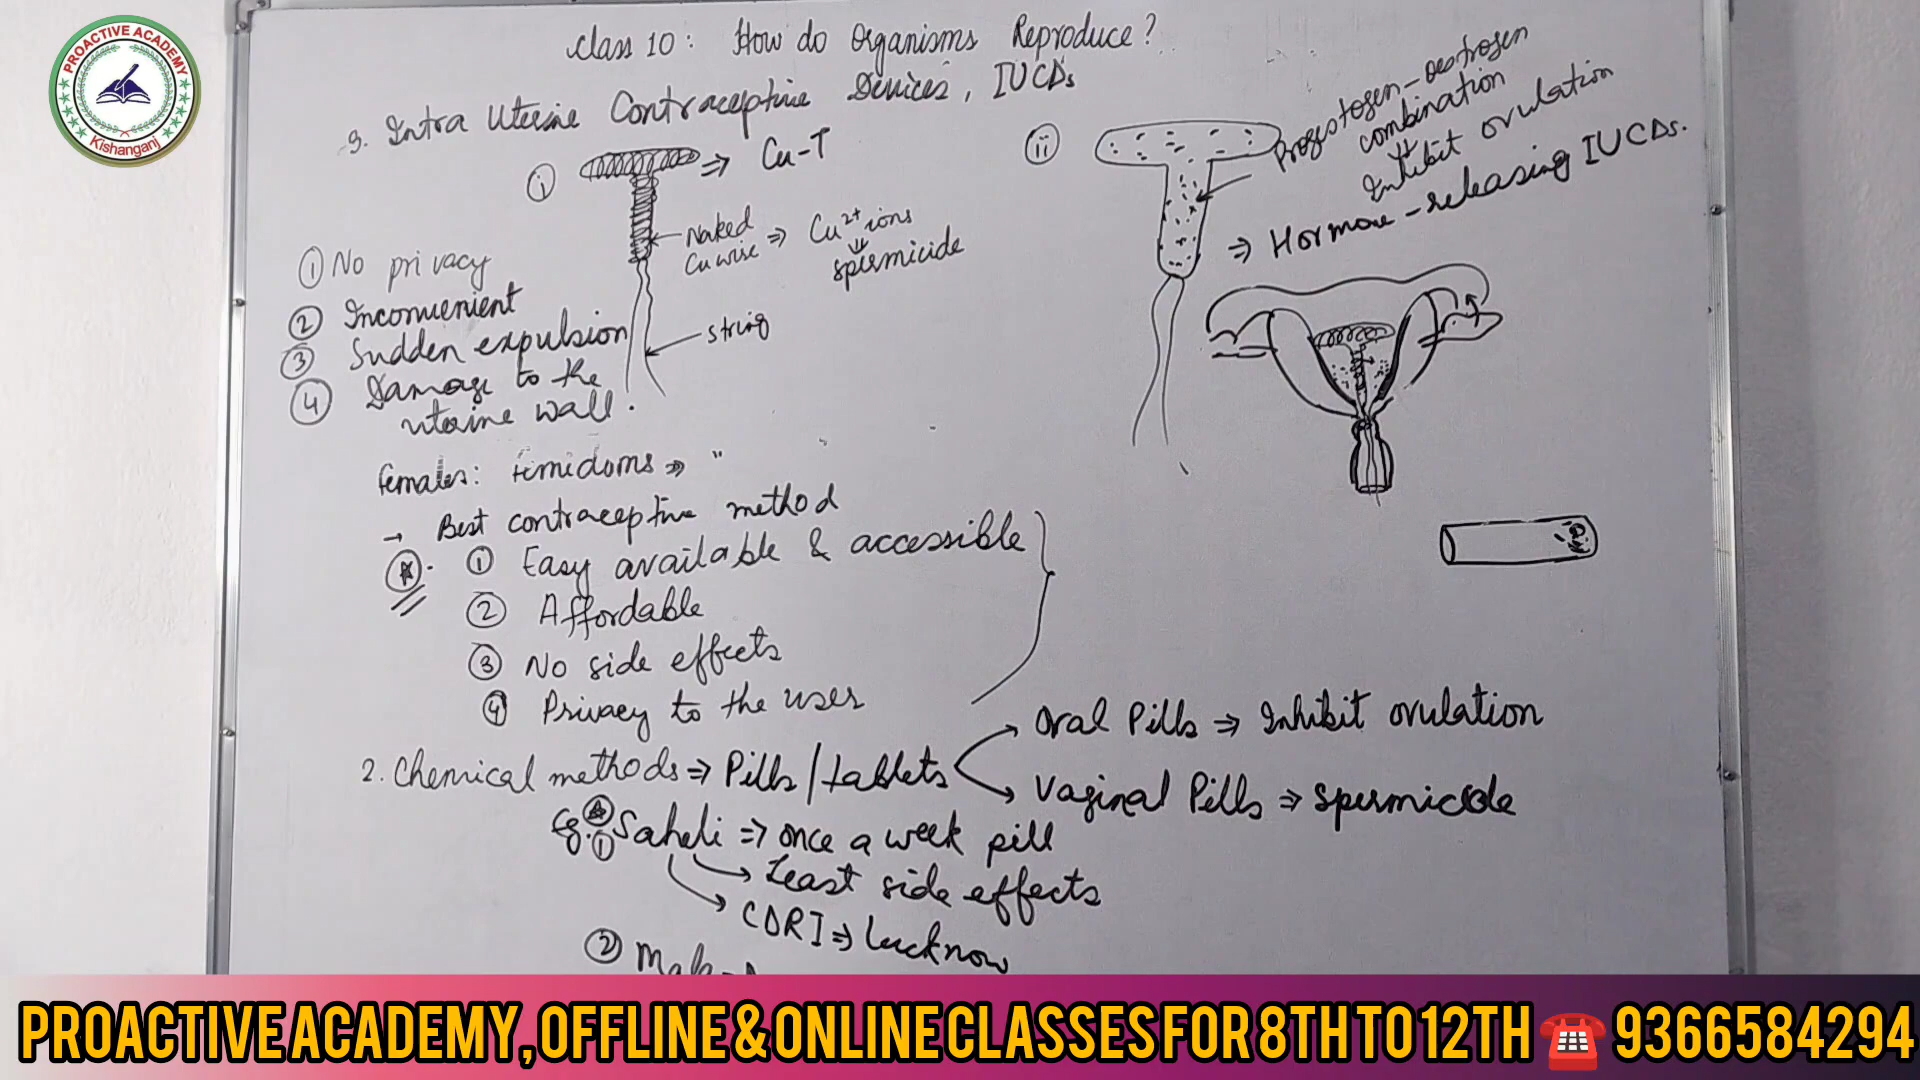 PROACTIVE ACADEMY
Kishanganj
Class 10: How do Organisms Reproduce?
3. Intra Uterine Contraceptive Devices, IUCDs
i
⇒ Cu-T
Naked
Cu wire ⇒ Cu²⁺ ions
⇓
spermicide
string
① No privacy
② Inconvenient
③ Sudden expulsion
④ Damage to the
uterine wall.
ii
Progestogen-oestrogen
combination
⇓
Inhibit ovulation
⇒ Hormone-releasing IUCDs.
Females: Femidoms ⇒ "
→ Best contraceptive method
① Easy available & accessible
② Affordable
③ No side effects
④ Privacy to the user
2. Chemical methods ⇒ Pills/tablets
Oral Pills ⇒ Inhibit ovulation
Vaginal Pills ⇒ spermicide
Eg. ① Saheli ⇒ once a week pill
→ Least side effects
→ CDRI ⇒ Lucknow
② Mala-
PROACTIVE ACADEMY, OFFLINE & ONLINE CLASSES FOR 8TH TO 12TH ☎ 9366584294